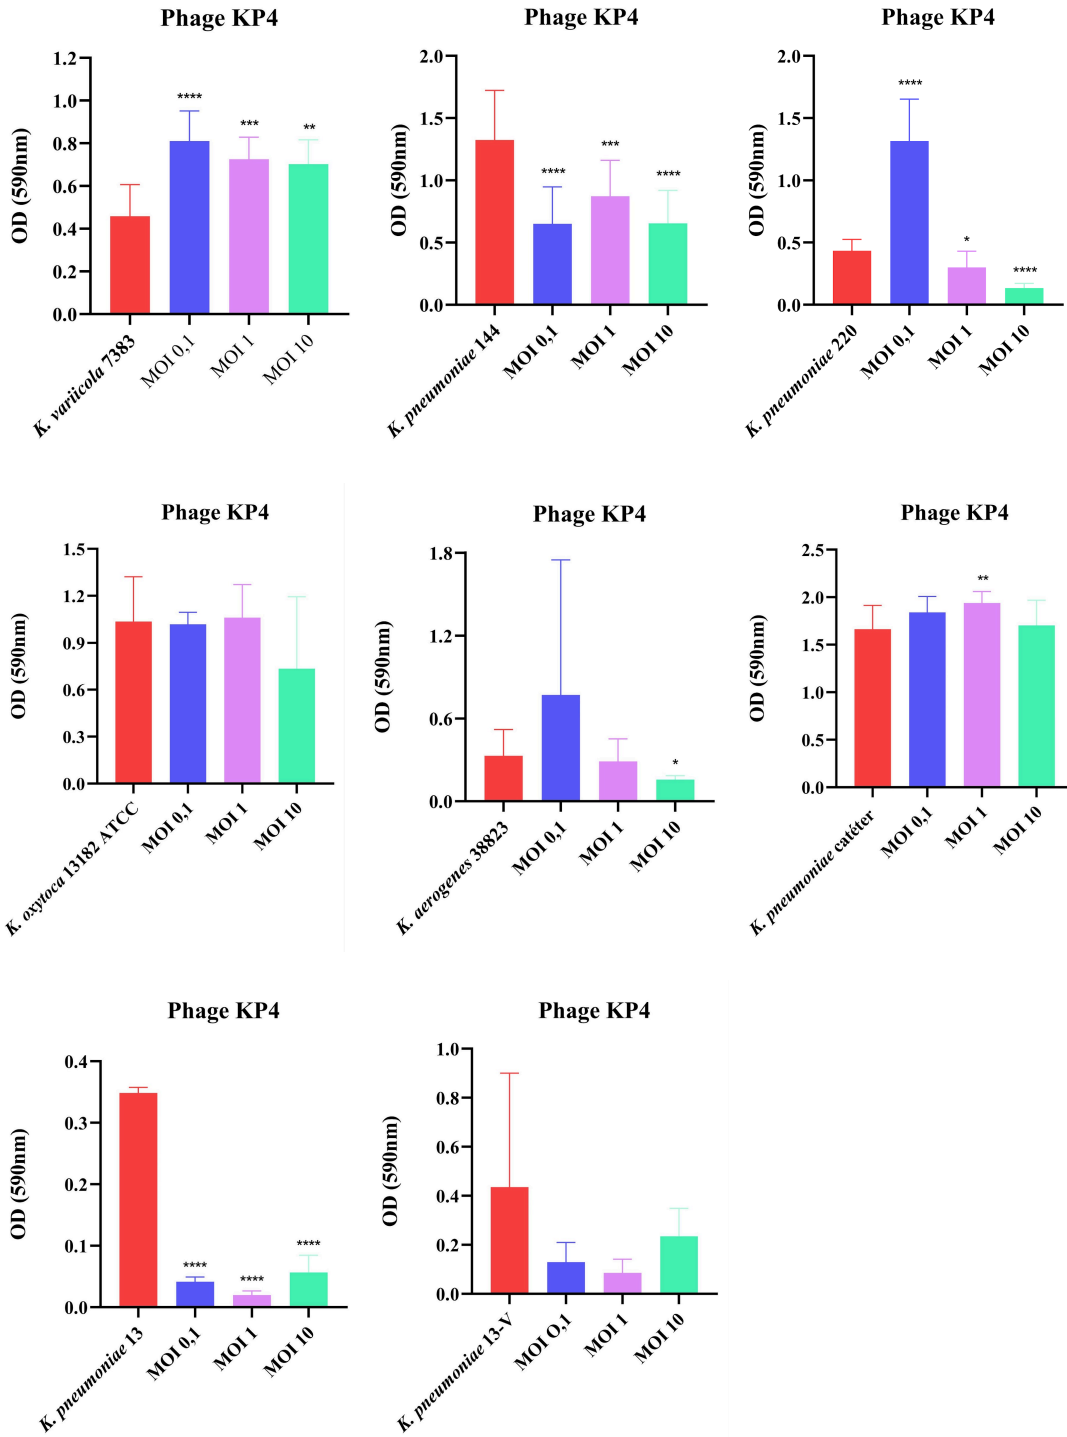 Phage KP4
OD (590nm)
1.2
1.0
0.8
0.6
0.4
0.2
0.0
****
***
**
K. variicola 7383
MOI 0,1
MOI 1
MOI 10
Phage KP4
OD (590nm)
2.0
1.5
1.0
0.5
0.0
****
***
****
K. pneumoniae 144
MOI 0,1
MOI 1
MOI 10
Phage KP4
OD (590nm)
2.0
1.5
1.0
0.5
0.0
****
*
****
K. pneumoniae 220
MOI 0,1
MOI 1
MOI 10
Phage KP4
OD (590nm)
1.5
1.2
0.9
0.6
0.3
0.0
K. oxytoca 13182 ATCC
MOI 0,1
MOI 1
MOI 10
Phage KP4
OD (590nm)
1.8
1.2
0.6
0.0
*
K. aerogenes 38823
MOI 0,1
MOI 1
MOI 10
Phage KP4
OD (590nm)
2.5
2.0
1.5
1.0
0.5
0.0
**
K. pneumoniae catéter
MOI 0,1
MOI 1
MOI 10
Phage KP4
OD (590nm)
0.4
0.3
0.2
0.1
0.0
****
****
****
K. pneumoniae 13
MOI 0,1
MOI 1
MOI 10
Phage KP4
OD (590nm)
1.0
0.8
0.6
0.4
0.2
0.0
K. pneumoniae 13-V
MOI O,1
MOI 1
MOI 10